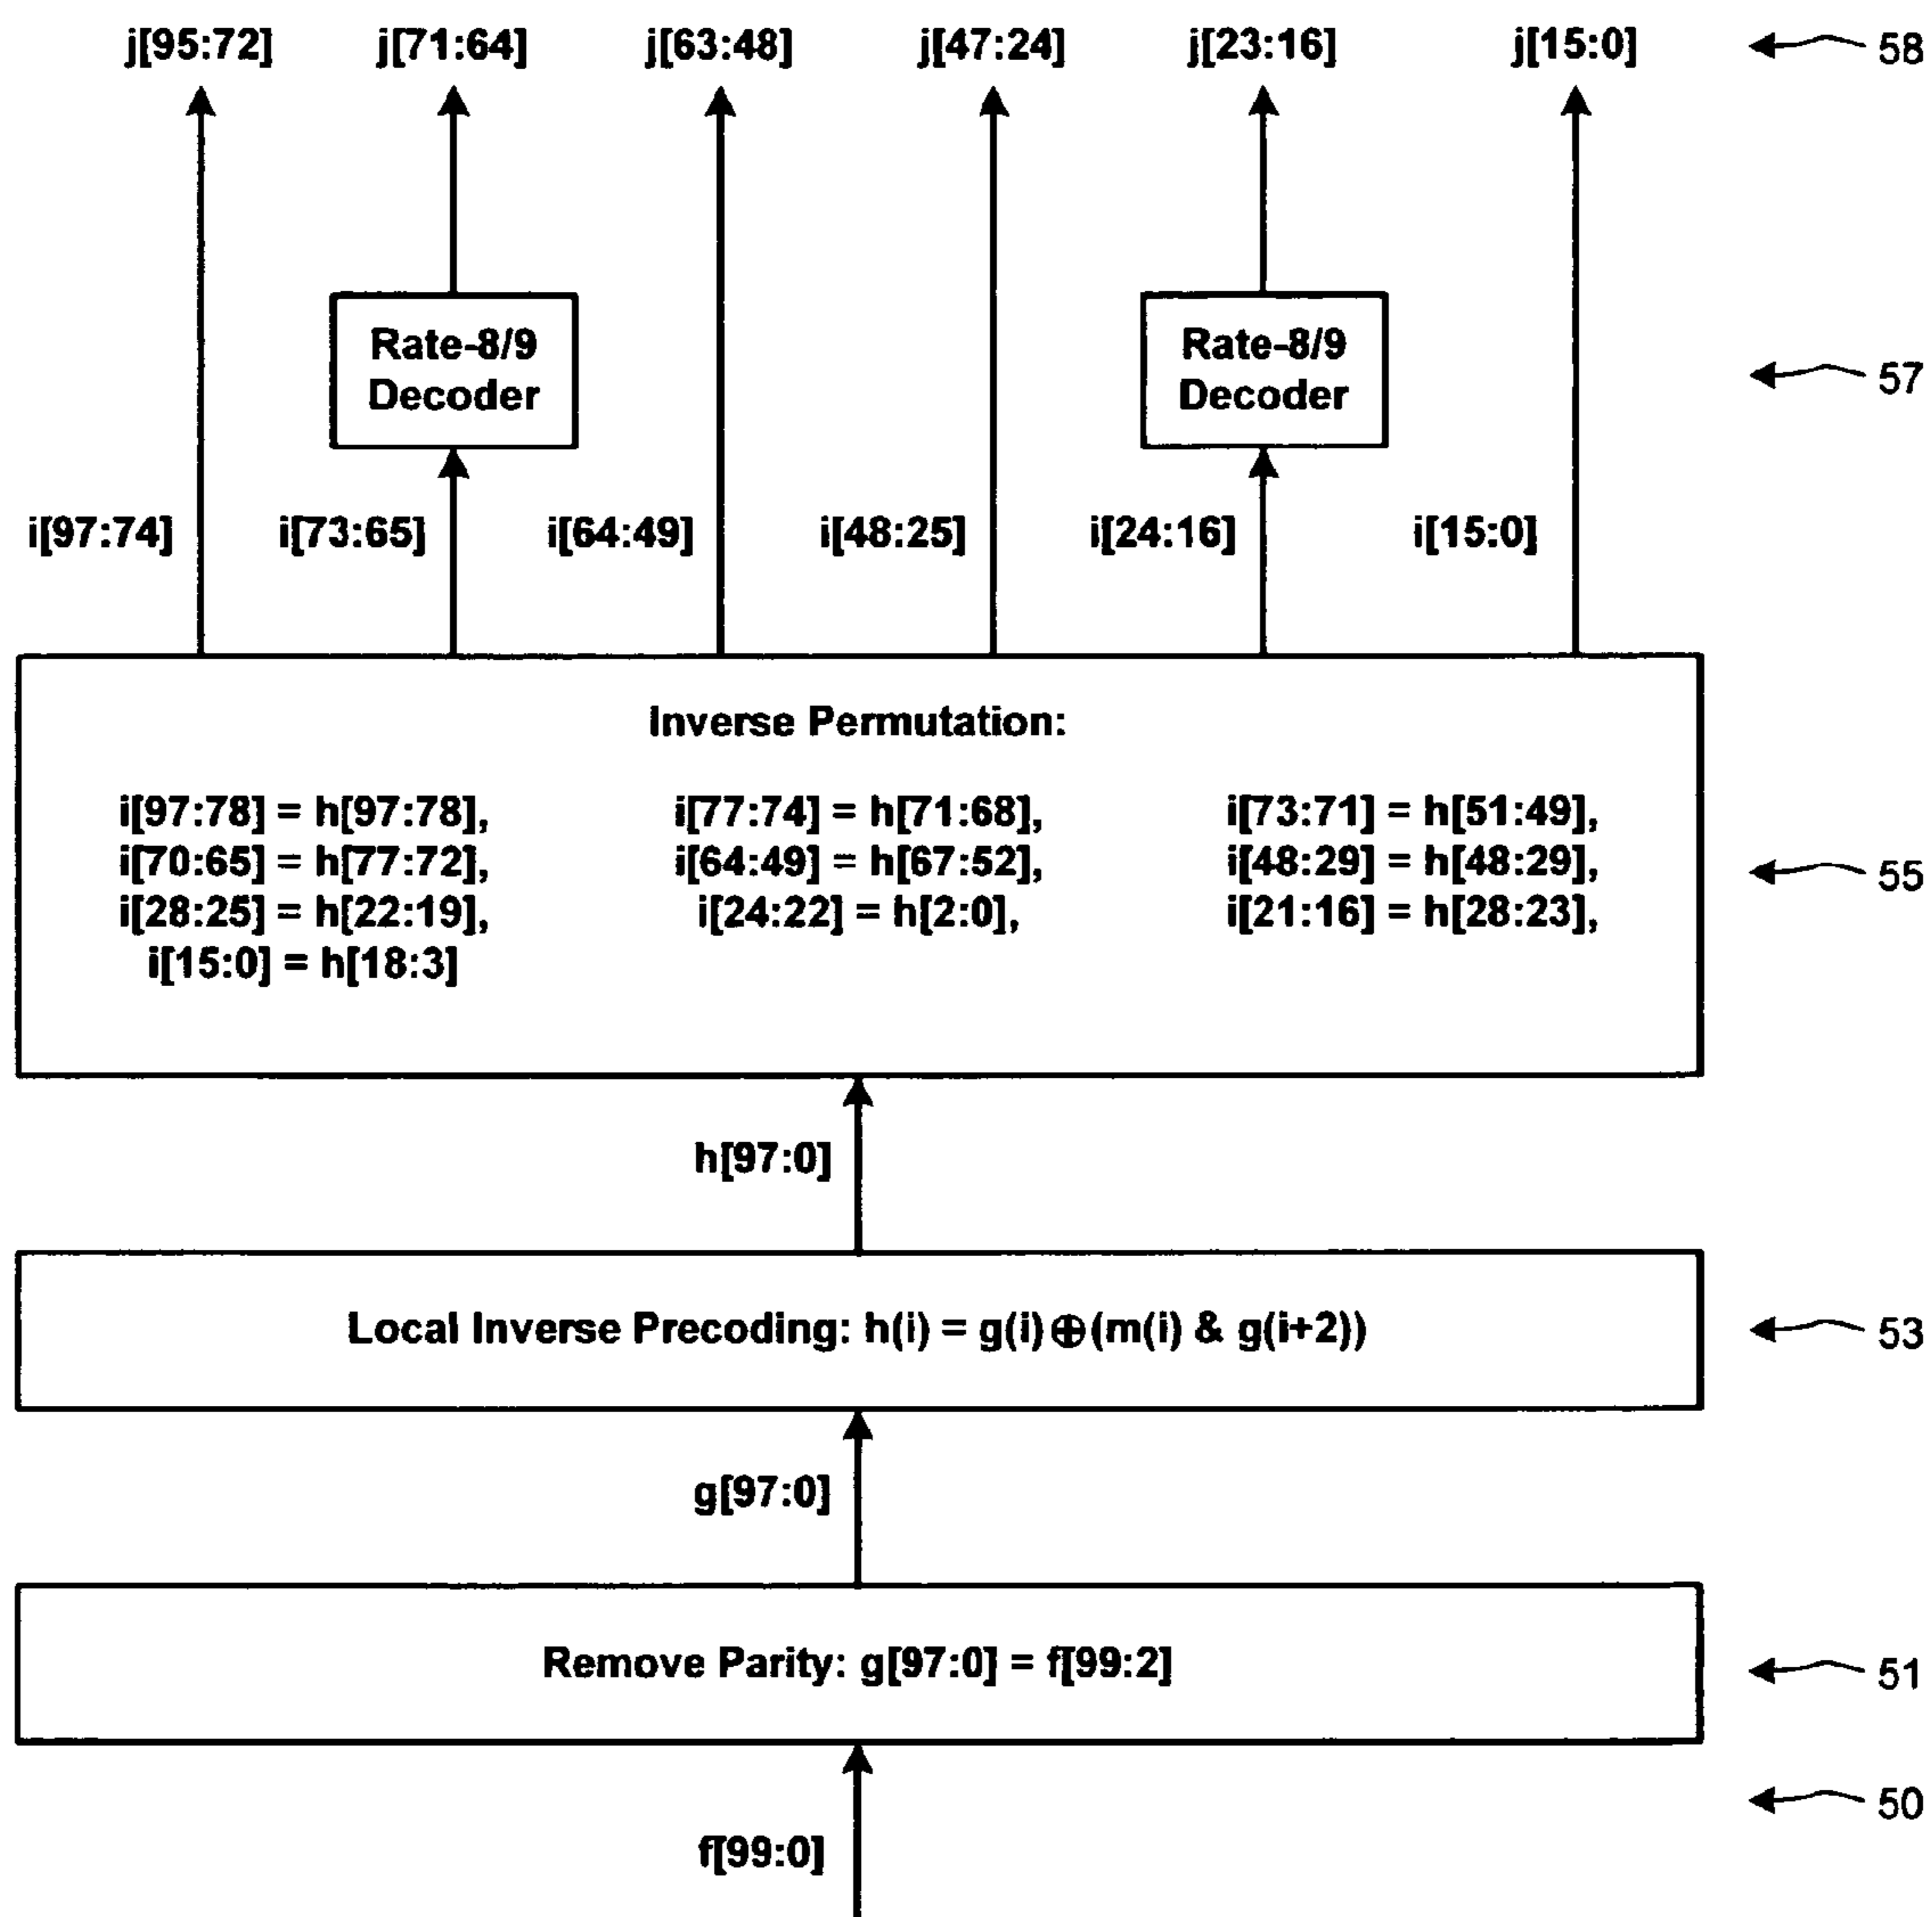 j[95:72] j[71:64] j[63:48] j[47:24] j[23:16] j[15:0] 58
Rate-8/9 Rate-8/9
Decoder Decoder 57
i[97:74] i[73:65] i[64:49] i[48:25] i[24:16] i[15:0]
Inverse Permutation:
i[97:78] = h[97:78], i[77:74] = h[71:68], i[73:71] = h[51:49],
i[70:65] = h[77:72], i[64:49] = h[67:52], i[48:29] = h[48:29], 55
i[28:25] = h[22:19], i[24:22] = h[2:0], i[21:16] = h[28:23],
i[15:0] = h[18:3]
h[97:0]
Local Inverse Precoding: h(i) = g(i)⊕(m(i) & g(i+2)) 53
g[97:0]
Remove Parity: g[97:0] = f[99:2] 51
50
f[99:0]